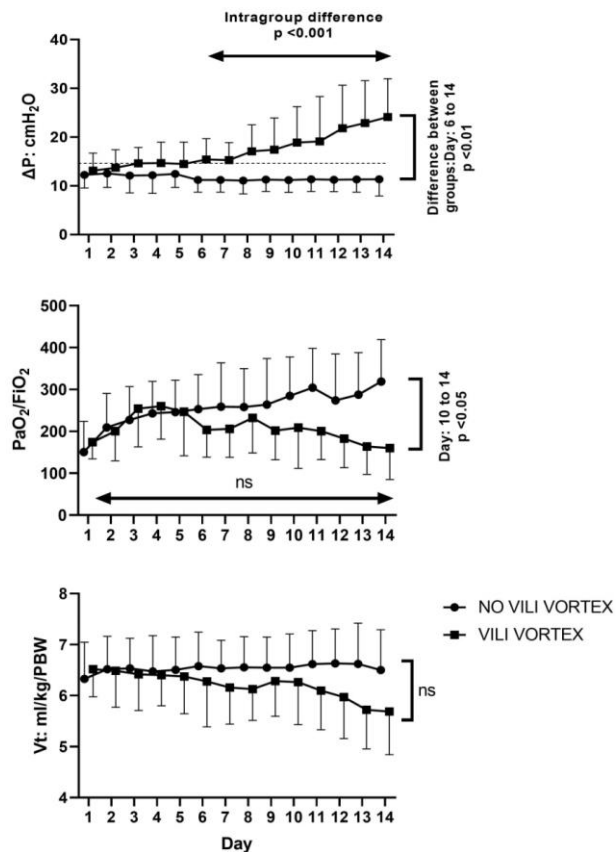 Intragroup difference
p <0.001
ΔP: cmH2O
40
30
20
10
0
1 2 3 4 5 6 7 8 9 10 11 12 13 14
Difference between
groups:Day: 6 to 14
p <0.01
PaO2/FiO2
500
400
300
200
100
0
ns
1 2 3 4 5 6 7 8 9 10 11 12 13 14
Day: 10 to 14
p <0.05
Vt: ml/kg/PBW
8
7
6
5
4
1 2 3 4 5 6 7 8 9 10 11 12 13 14
Day
ns
NO VILI VORTEX
VILI VORTEX